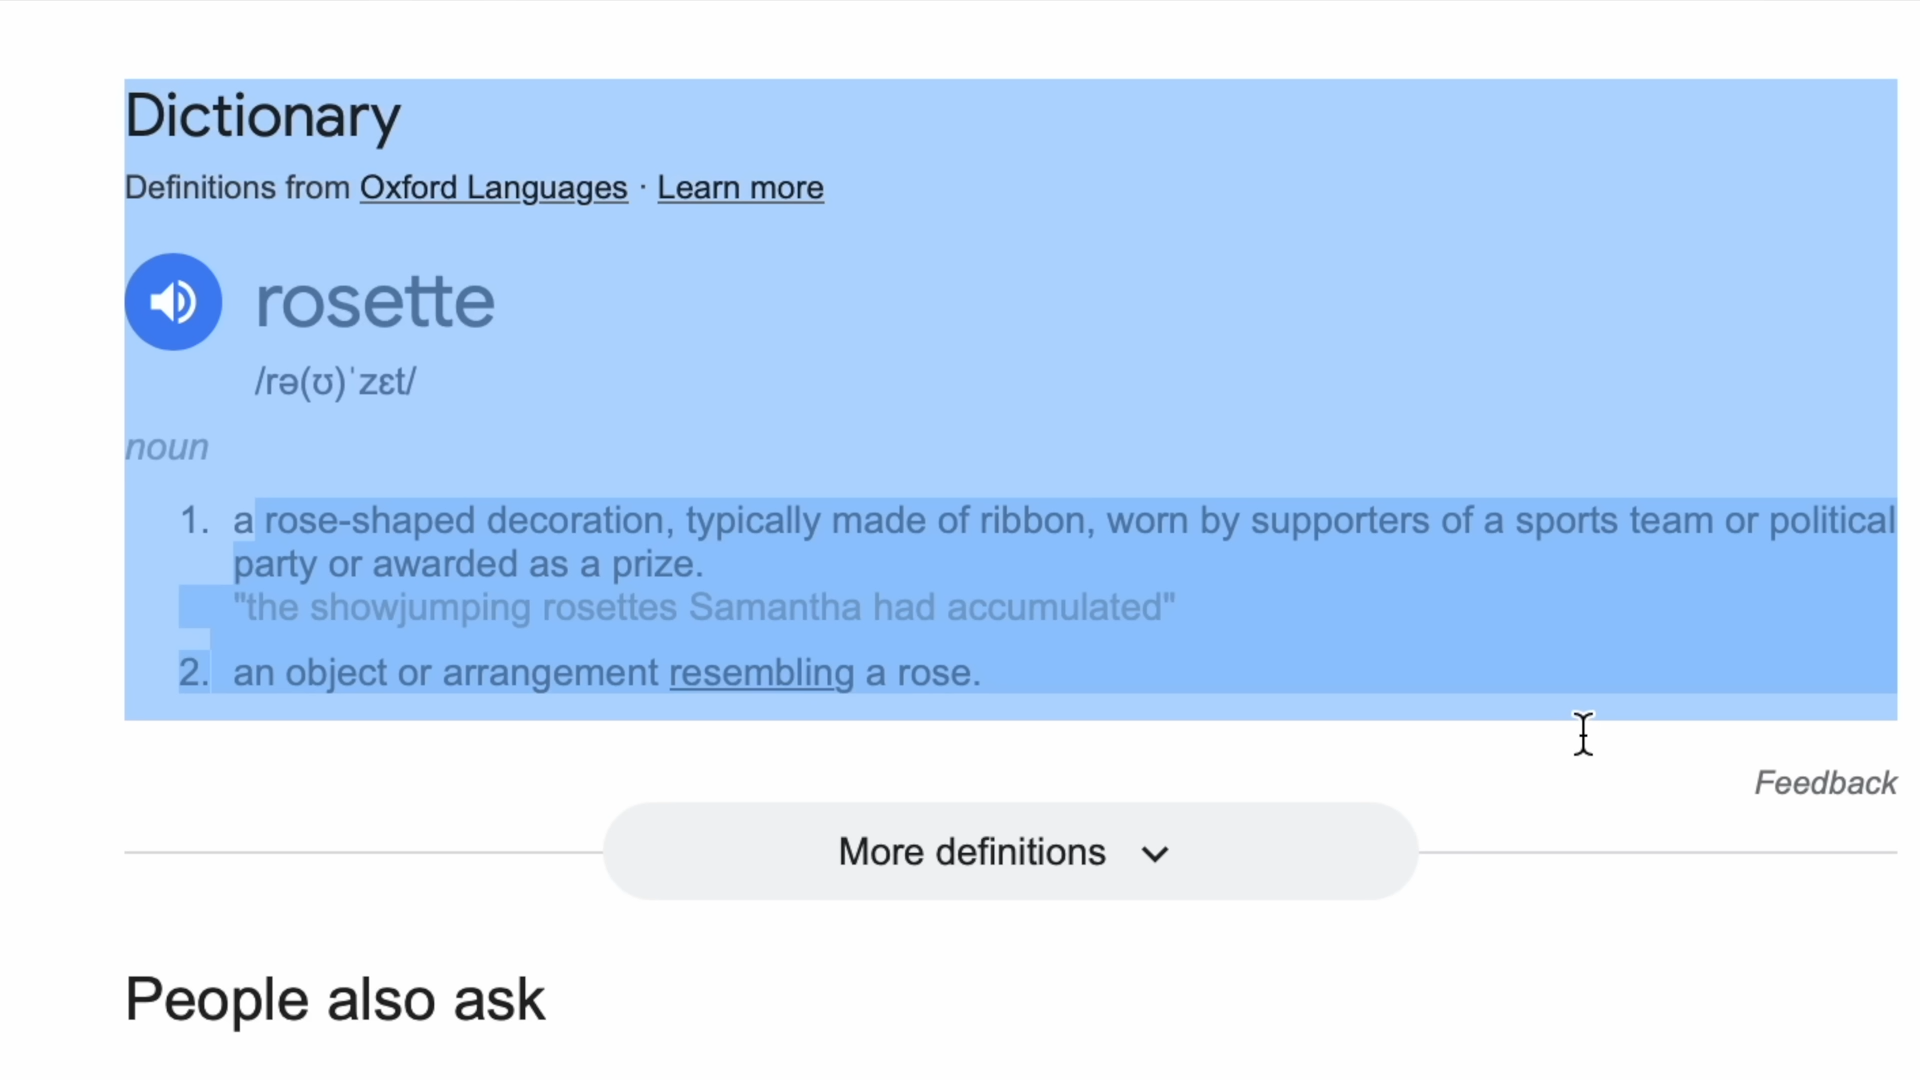 Dictionary
Definitions from Oxford Languages · Learn more
rosette
/rə(ʊ)ˈzɛt/
noun
1. a rose-shaped decoration, typically made of ribbon, worn by supporters of a sports team or political
party or awarded as a prize.
"the showjumping rosettes Samantha had accumulated"
2. an object or arrangement resembling a rose.
Feedback
More definitions
People also ask